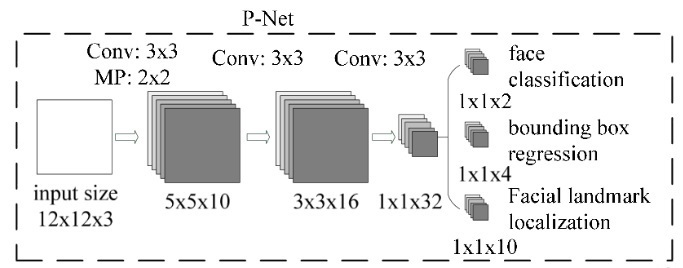 P-Net
Conv: 3x3
MP: 2x2
Conv: 3x3
Conv: 3x3
face
classification
1x1x2
bounding box
regression
1x1x4
Facial landmark
localization
1x1x10
input size
12x12x3
5x5x10
3x3x16
1x1x32